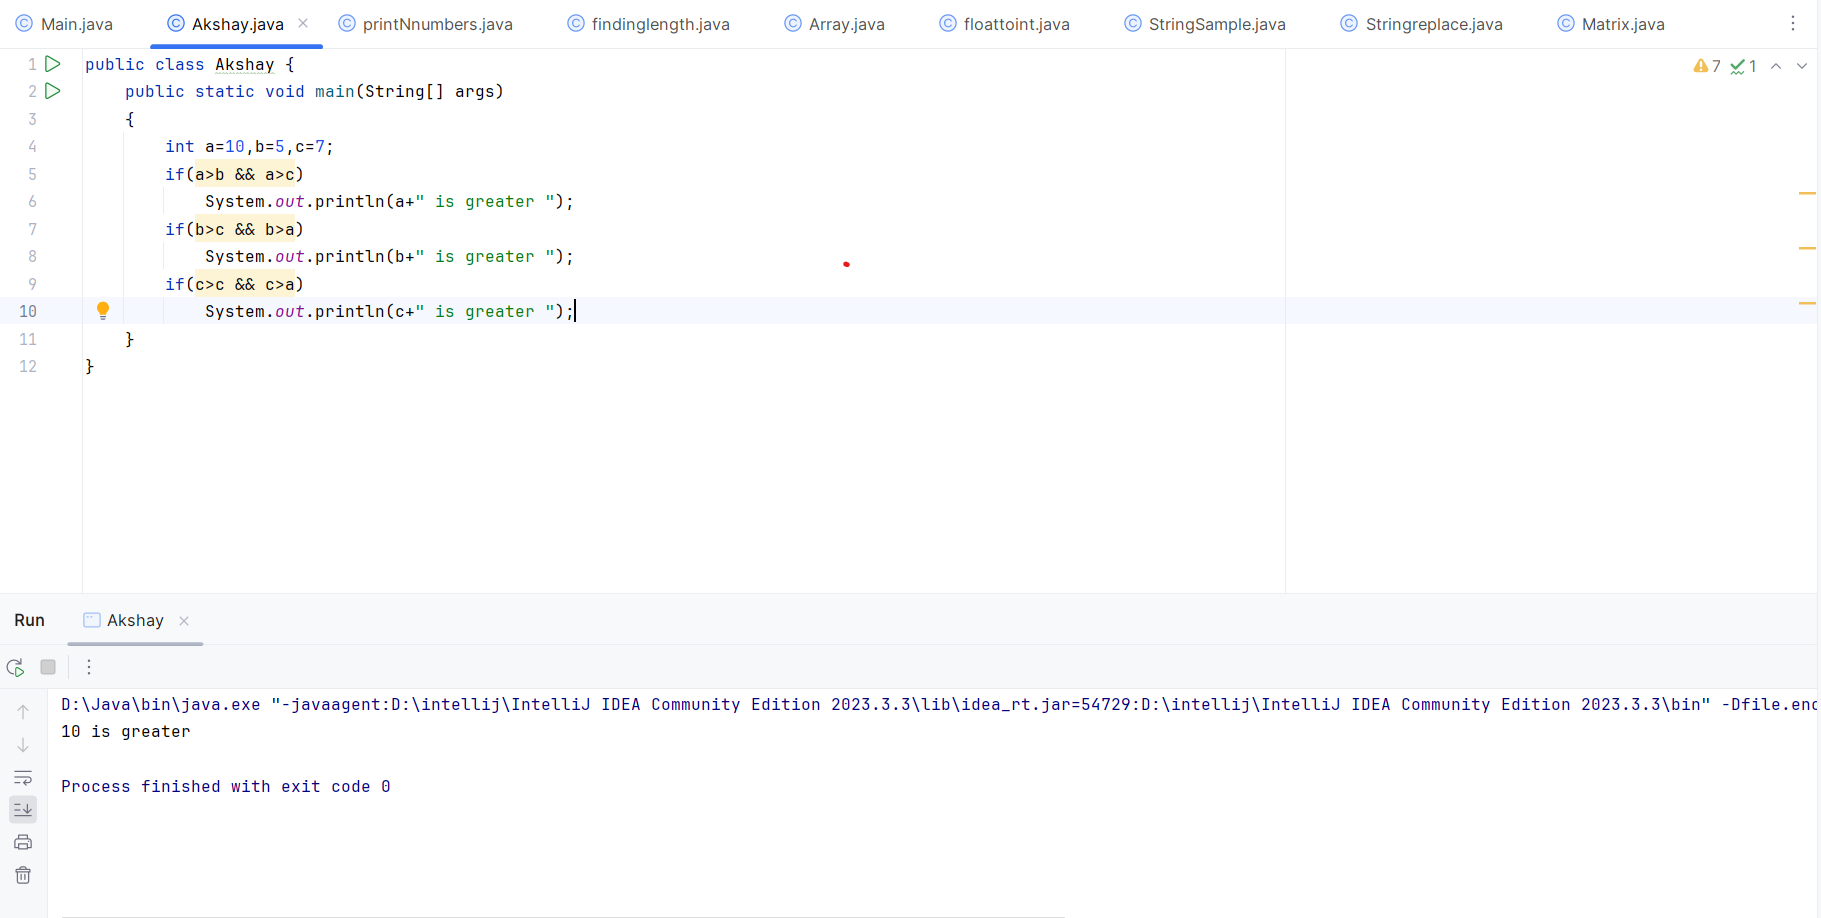 Main.java Akshay.java printNnumbers.java findinglength.java Array.java floattoint.java StringSample.java Stringreplace.java Matrix.java
1 public class Akshay { 7 1
2 public static void main(String[] args)
3 {
4 int a=10,b=5,c=7;
5 if(a>b && a>c)
6 System.out.println(a+" is greater ");
7 if(b>c && b>a)
8 System.out.println(b+" is greater ");
9 if(c>c && c>a)
10 System.out.println(c+" is greater ");
11 }
12 }
Run Akshay
D:\Java\bin\java.exe "-javaagent:D:\intellij\IntelliJ IDEA Community Edition 2023.3.3\lib\idea_rt.jar=54729:D:\intellij\IntelliJ IDEA Community Edition 2023.3.3\bin" -Dfile.enc
10 is greater
Process finished with exit code 0